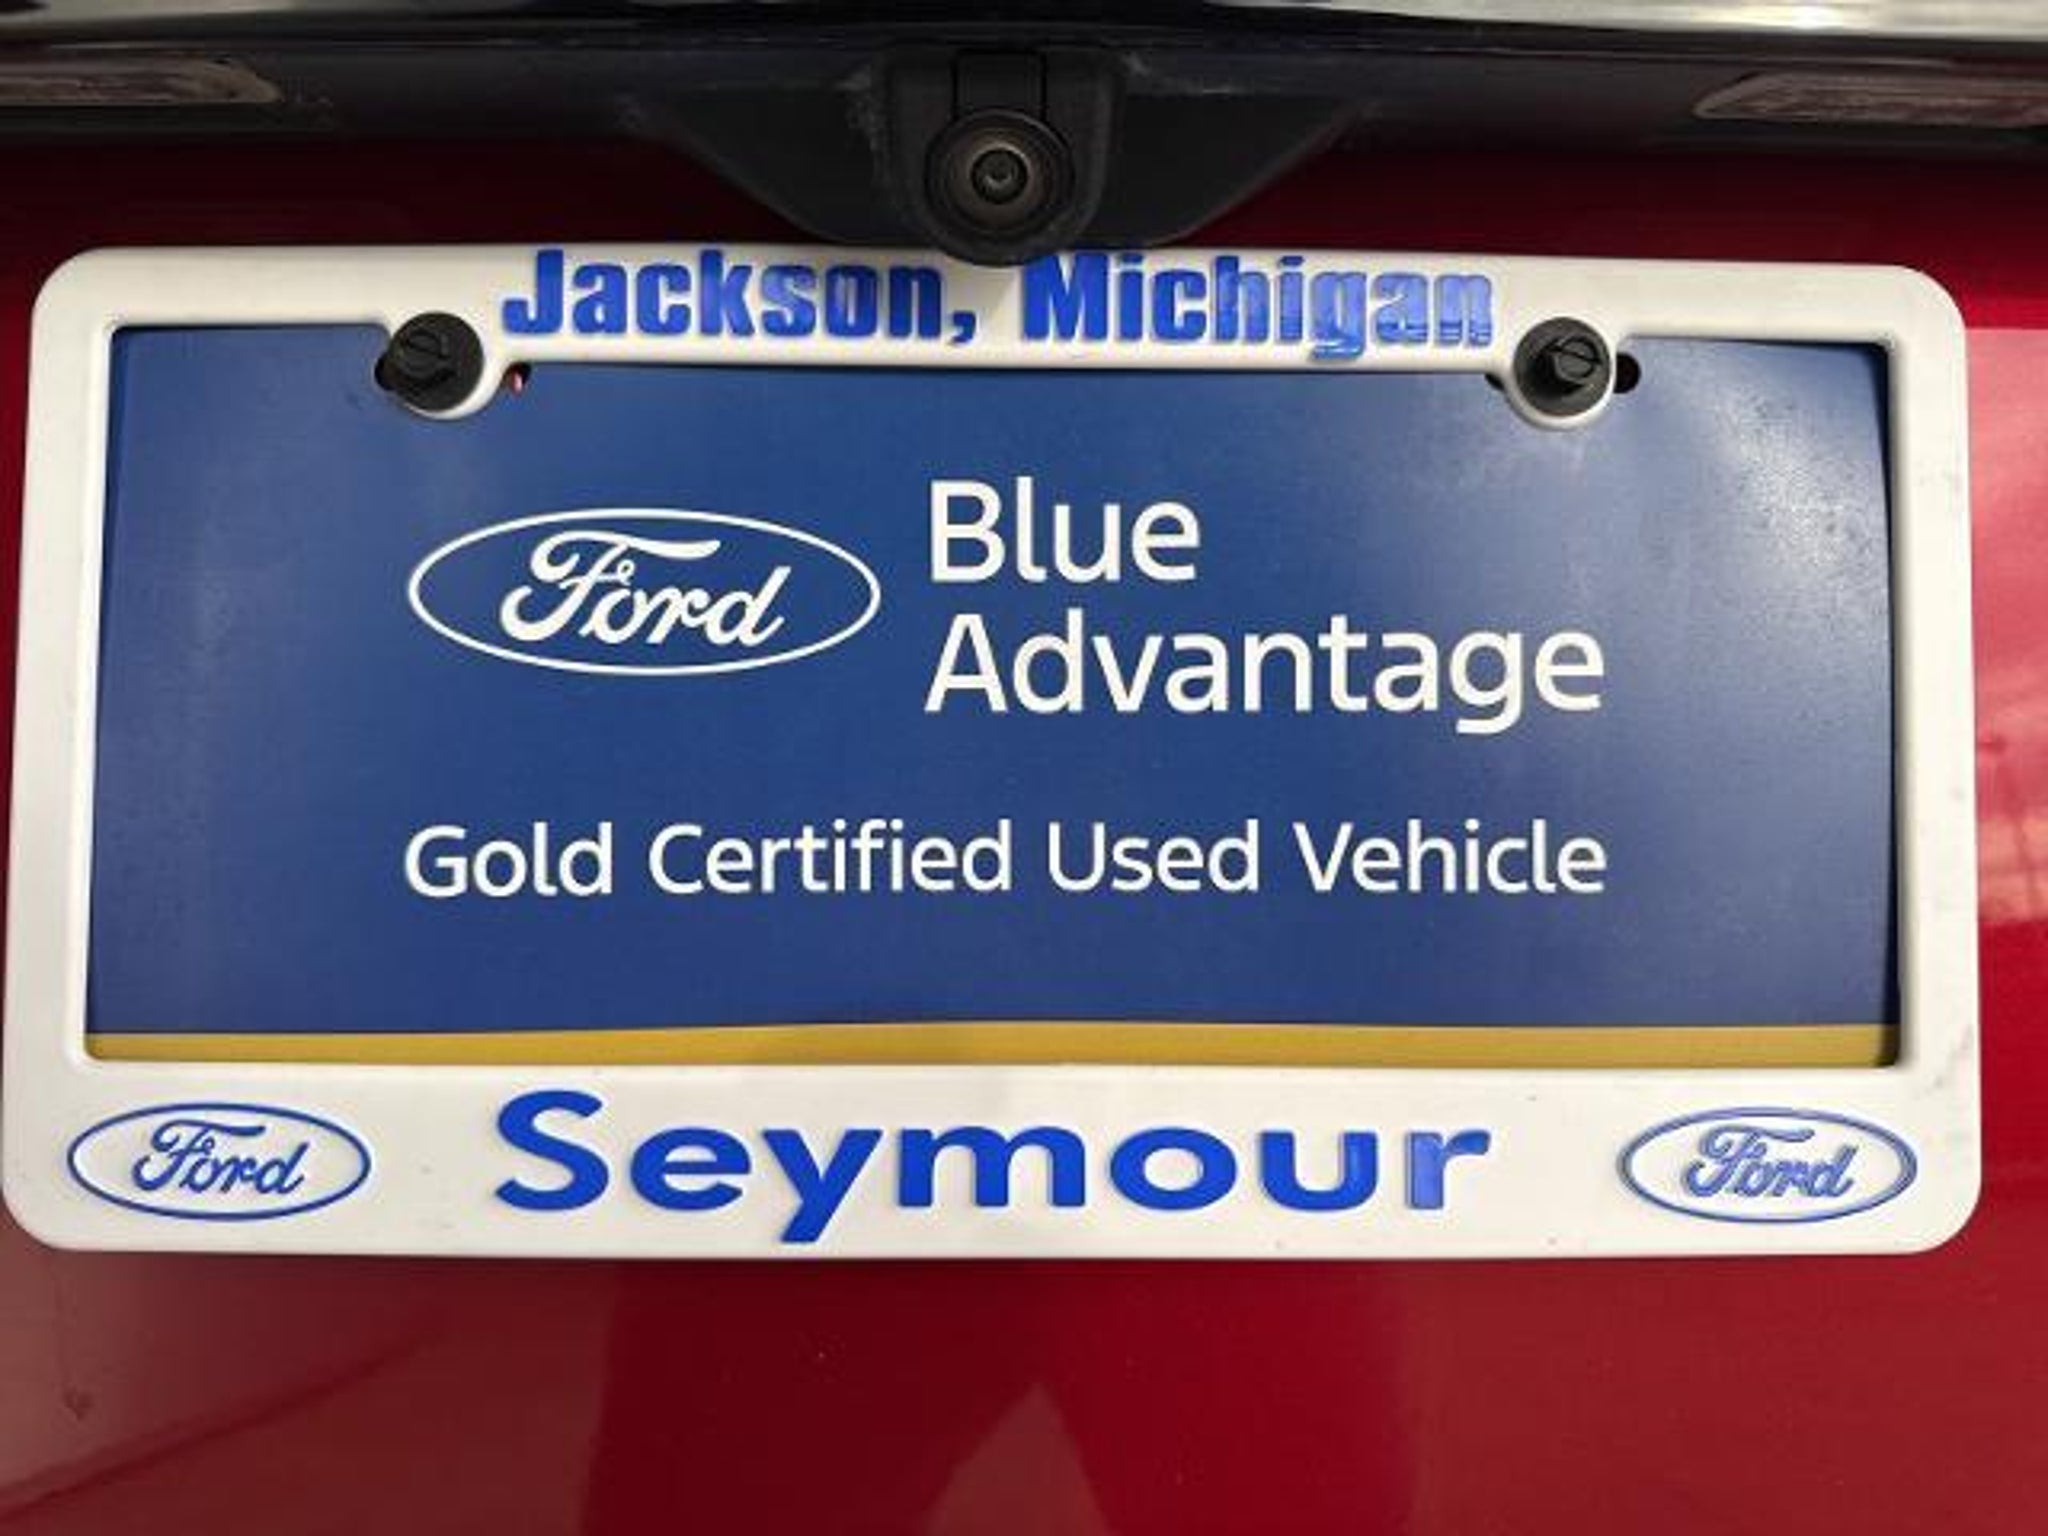 Jackson, Michigan
Ford
Blue
Advantage
Gold Certified Used Vehicle
Ford Seymour Ford